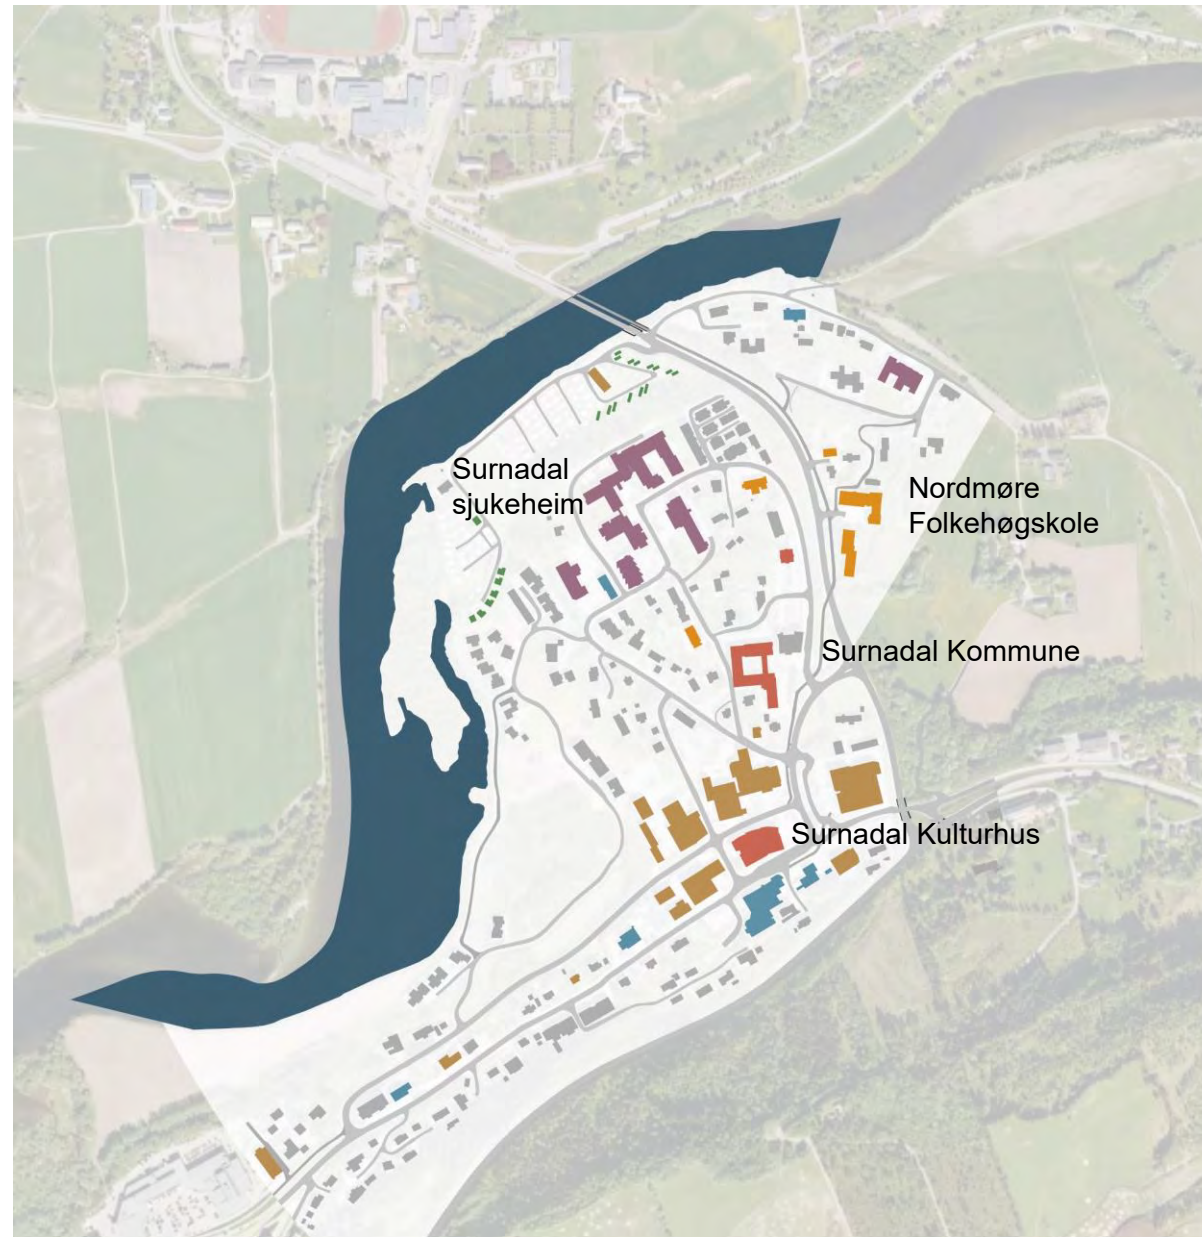 Surnadal
sjukeheim
Nordmøre
Folkehøgskole
Surnadal Kommune
Surnadal Kulturhus